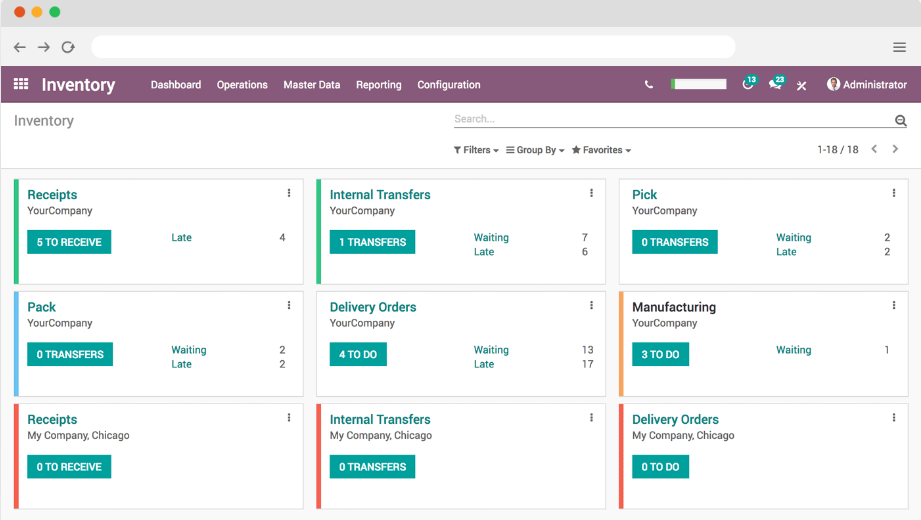 Inventory Dashboard Operations Master Data Reporting Configuration 13 23 Administrator
Inventory Search...
Filters Group By Favorites 1-18 / 18
Receipts
YourCompany
5 TO RECEIVE Late 4
Internal Transfers
YourCompany
1 TRANSFERS Waiting 7
Late 6
Pick
YourCompany
0 TRANSFERS Waiting 2
Late 2
Pack
YourCompany
0 TRANSFERS Waiting 2
Late 2
Delivery Orders
YourCompany
4 TO DO Waiting 13
Late 17
Manufacturing
YourCompany
3 TO DO Waiting 1
Receipts
My Company, Chicago
0 TO RECEIVE
Internal Transfers
My Company, Chicago
0 TRANSFERS
Delivery Orders
My Company, Chicago
0 TO DO